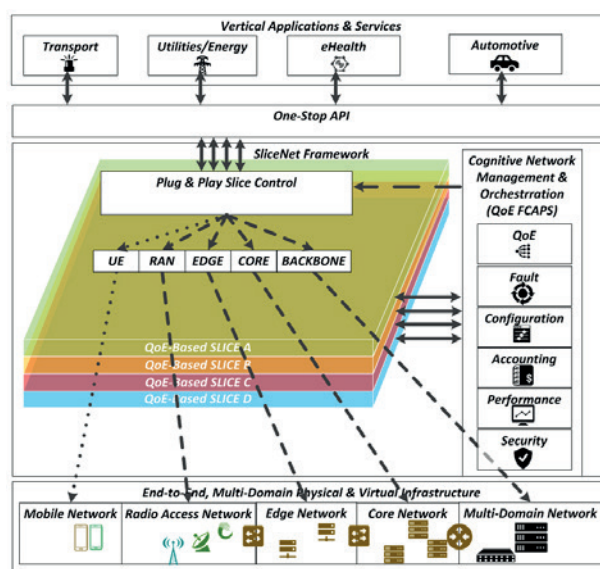 Vertical Applications & Services
Transport
Utilities/Energy
eHealth
Automotive
One-Stop API
SliceNet Framework
Plug & Play Slice Control
Cognitive Network
Management &
Orchestrration
(QoE FCAPS)
QoE
Fault
Configuration
Accounting
Performance
Security
UE
RAN
EDGE
CORE
BACKBONE
QoE-Based SLICE A
QoE-Based SLICE B
QoE-Based SLICE C
QoE-Based SLICE D
End-to-End, Multi-Domain Physical & Virtual Infrastructure
Mobile Network
Radio Access Network
Edge Network
Core Network
Multi-Domain Network